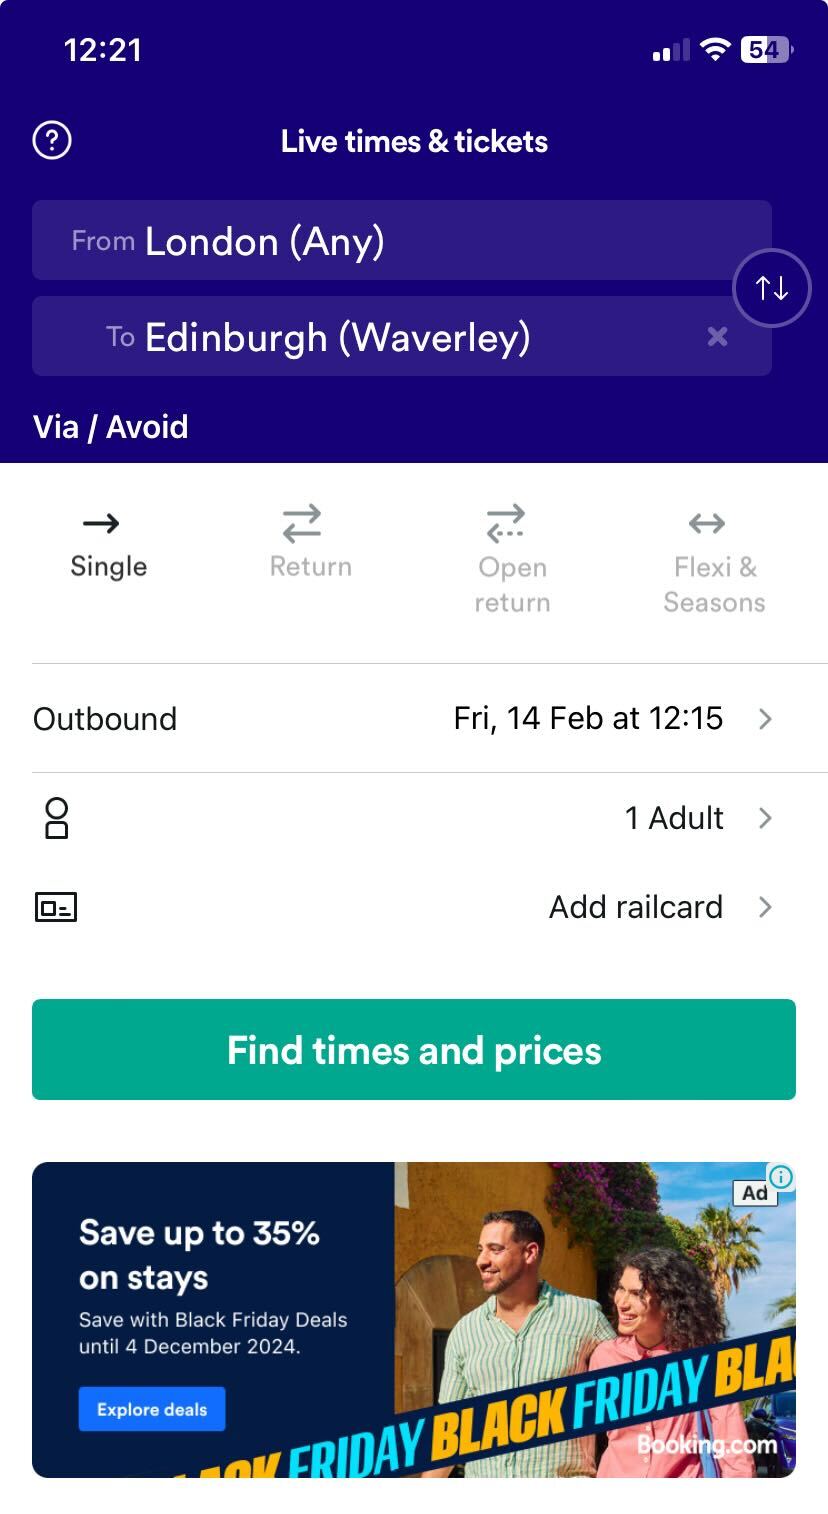 12:21
54
Live times & tickets
From London (Any)
To Edinburgh (Waverley)
Via / Avoid
Single
Return
Open
return
Flexi &
Seasons
Outbound
Fri, 14 Feb at 12:15
1 Adult
Add railcard
Find times and prices
Ad
Save up to 35%
on stays
Save with Black Friday Deals
until 4 December 2024.
Explore deals
LACK FRIDAY BLACK FRIDAY BLA
Booking.com